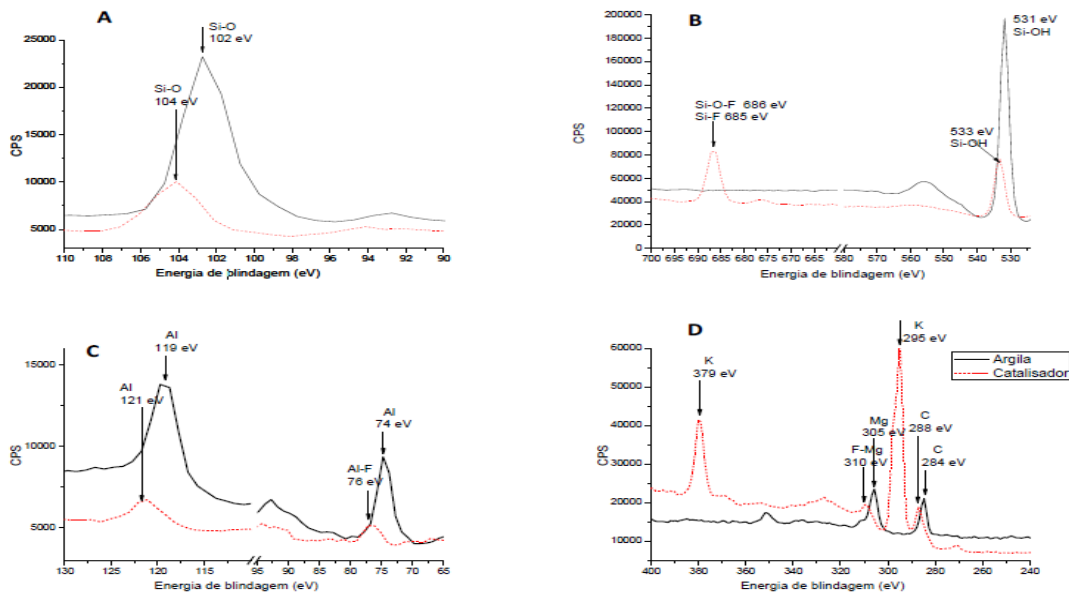 A
Si-O
102 eV
Si-O
104 eV
25000
20000
15000
10000
5000
CPS
110 108 106 104 102 100 98 96 94 92 90
Energia de blindagem (eV)
B
531 eV
Si-OH
Si-O-F 686 eV
Si-F 685 eV
533 eV
Si-OH
200000
180000
160000
140000
120000
100000
80000
60000
40000
20000
0
CPS
700 695 690 685 680 675 670 665 580 570 560 550 540 530
Energia de blindagem (eV)
C
Al
119 eV
Al
121 eV
Al
74 eV
Al-F
76 eV
15000
10000
5000
CPS
130 125 120 115 95 90 85 80 75 70 65
Energia de blindagem (eV)
D
K
295 eV
K
379 eV
Mg
305 eV
F-Mg
310 eV
C
288 eV
C
284 eV
Argila
Catalisador
60000
50000
40000
30000
20000
10000
CPS
400 380 360 340 320 300 280 260 240
Energia de blindagem (eV)